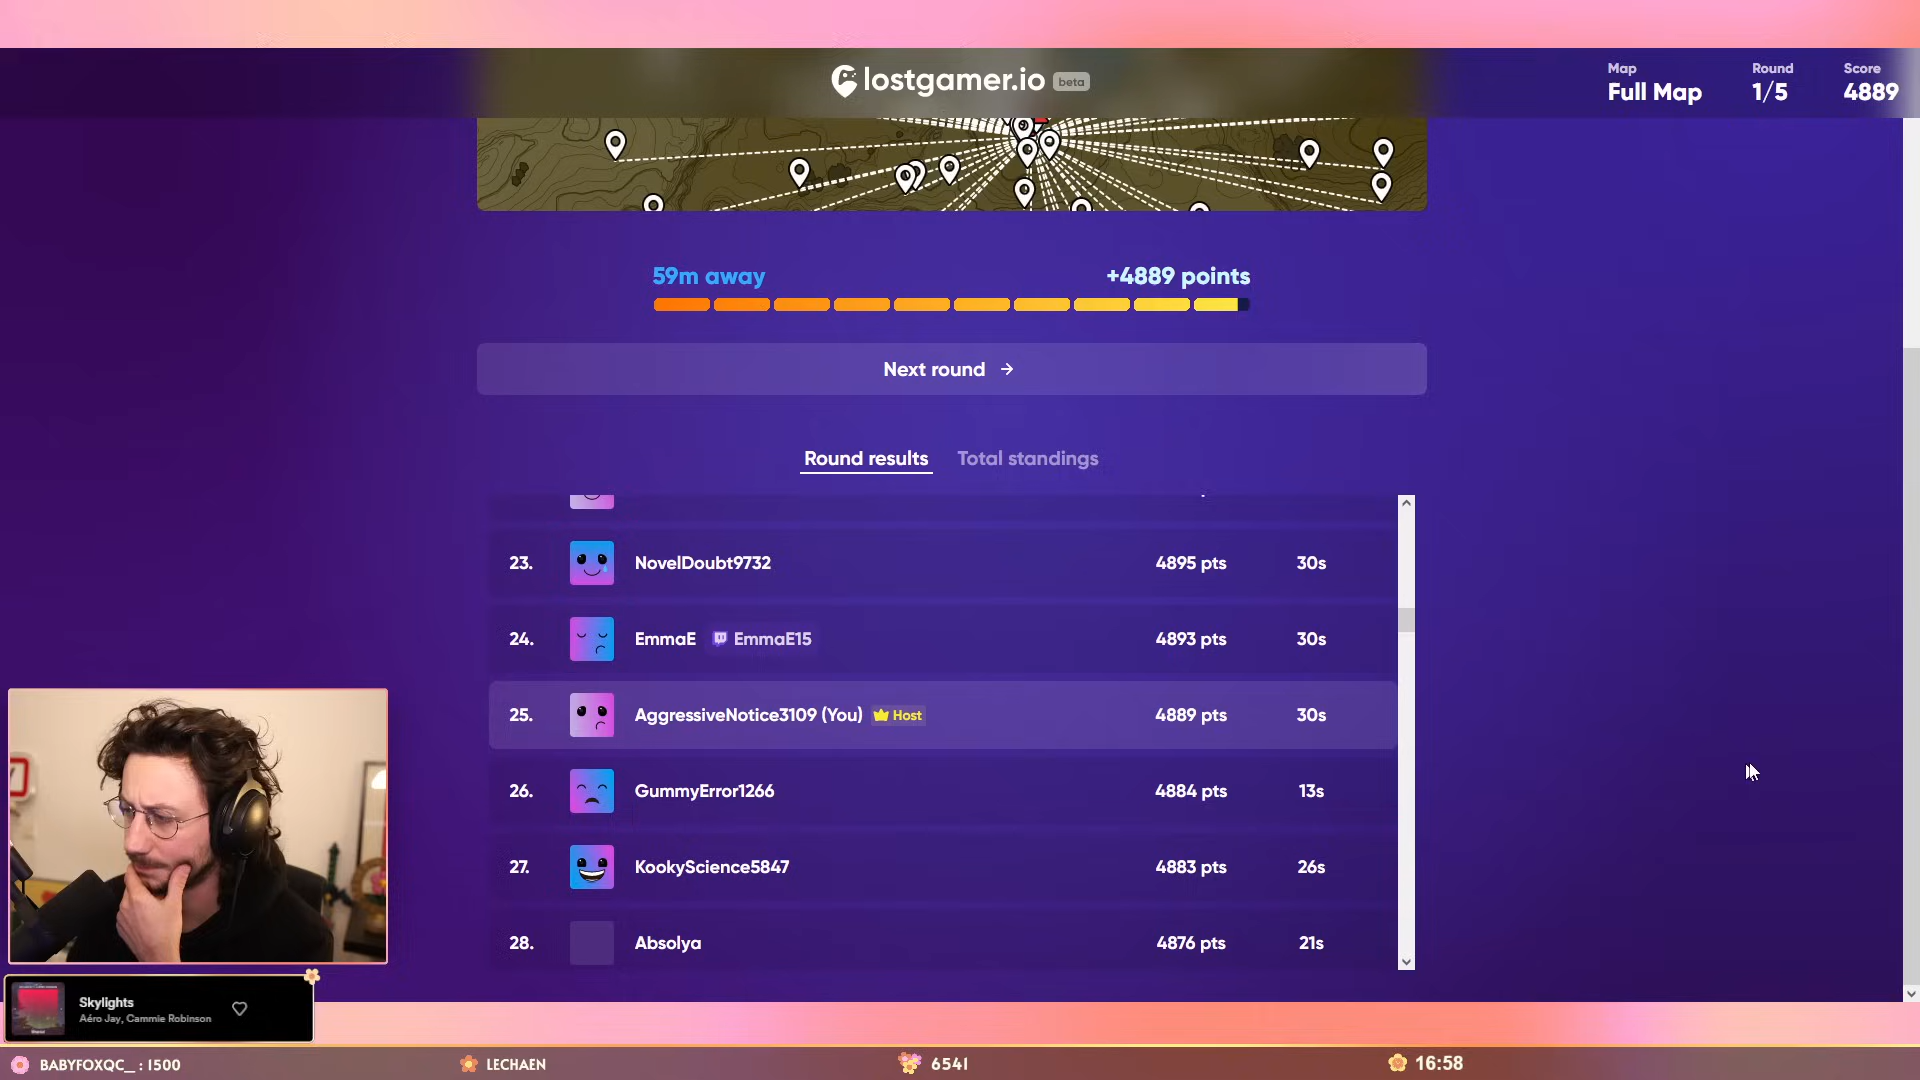 lostgamer.io beta
Map
Full Map
Round
1/5
Score
4889
59m away
+4889 points
Next round →
Round results
Total standings
23. NovelDoubt9732 4895 pts 30s
24. EmmaE EmmaE15 4893 pts 30s
25. AggressiveNotice3109 (You) Host 4889 pts 30s
26. GummyError1266 4884 pts 13s
27. KookyScience5847 4883 pts 26s
28. Absolya 4876 pts 21s
Skylights
Aéro Jay, Cammie Robinson
BABYFOXQC_ : 1500
LECHAEN
6541
16:58